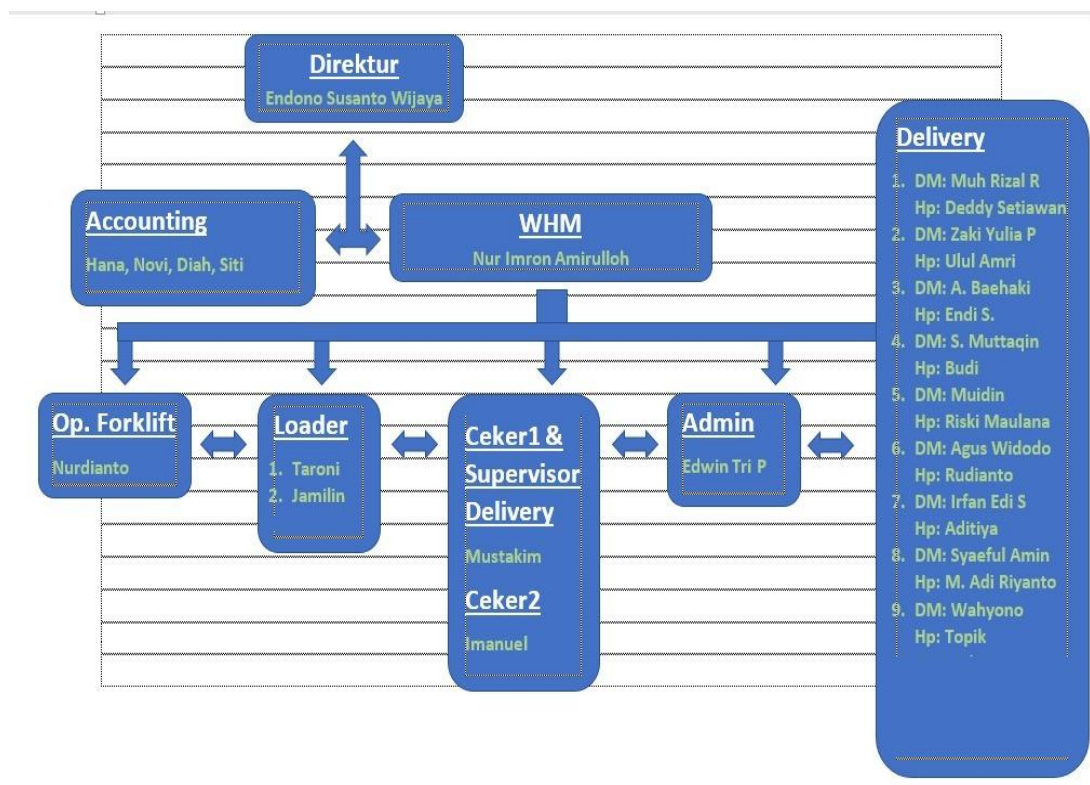 Direktur
Endono Susanto Wijaya
Accounting
Hana, Novi, Diah, Siti
WHM
Nur Imron Amirulloh
Op. Forklift
Nurdianto
Loader
1. Taroni
2. Jamilin
Ceker1 &
Supervisor
Delivery
Mustakim
Ceker2
Imanuel
Admin
Edwin Tri P
Delivery
1. DM: Muh Rizal R
Hp: Deddy Setiawan
2. DM: Zaki Yulia P
Hp: Ulul Amri
3. DM: A. Baehaki
Hp: Endi S.
4. DM: S. Muttaqin
Hp: Budi
5. DM: Muidin
Hp: Riski Maulana
6. DM: Agus Widodo
Hp: Rudianto
7. DM: Irfan Edi S
Hp: Aditiya
8. DM: Syaeful Amin
Hp: M. Adi Riyanto
9. DM: Wahyono
Hp: Topik